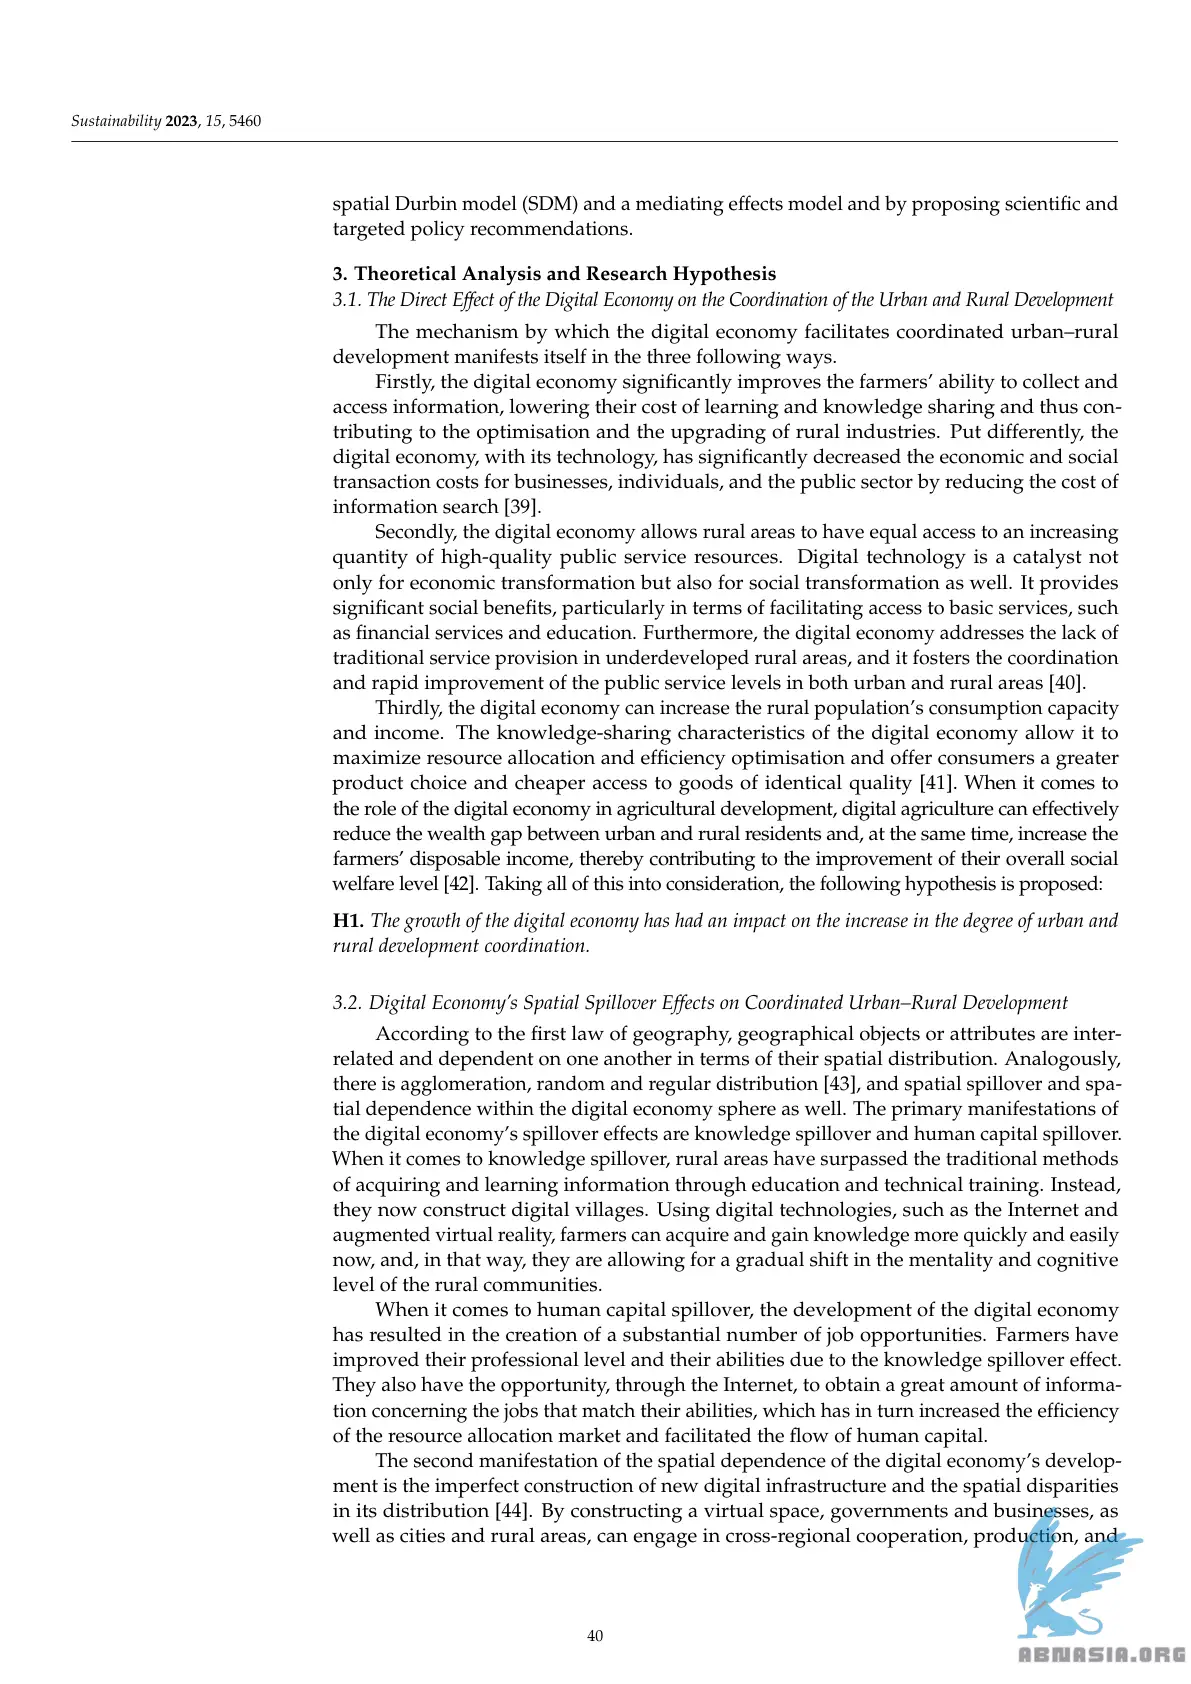 Sustainability 2023, 15, 5460
spatial Durbin model (SDM) and a mediating effects model and by proposing scientific and
targeted policy recommendations.
3. Theoretical Analysis and Research Hypothesis
3.1. The Direct Effect of the Digital Economy on the Coordination of the Urban and Rural Development
The mechanism by which the digital economy facilitates coordinated urban–rural
development manifests itself in the three following ways.
Firstly, the digital economy significantly improves the farmers’ ability to collect and
access information, lowering their cost of learning and knowledge sharing and thus con-
tributing to the optimisation and the upgrading of rural industries. Put differently, the
digital economy, with its technology, has significantly decreased the economic and social
transaction costs for businesses, individuals, and the public sector by reducing the cost of
information search [39].
Secondly, the digital economy allows rural areas to have equal access to an increasing
quantity of high-quality public service resources. Digital technology is a catalyst not
only for economic transformation but also for social transformation as well. It provides
significant social benefits, particularly in terms of facilitating access to basic services, such
as financial services and education. Furthermore, the digital economy addresses the lack of
traditional service provision in underdeveloped rural areas, and it fosters the coordination
and rapid improvement of the public service levels in both urban and rural areas [40].
Thirdly, the digital economy can increase the rural population’s consumption capacity
and income. The knowledge-sharing characteristics of the digital economy allow it to
maximize resource allocation and efficiency optimisation and offer consumers a greater
product choice and cheaper access to goods of identical quality [41]. When it comes to
the role of the digital economy in agricultural development, digital agriculture can effectively
reduce the wealth gap between urban and rural residents and, at the same time, increase the
farmers’ disposable income, thereby contributing to the improvement of their overall social
welfare level [42]. Taking all of this into consideration, the following hypothesis is proposed:
H1. The growth of the digital economy has had an impact on the increase in the degree of urban and
rural development coordination.
3.2. Digital Economy’s Spatial Spillover Effects on Coordinated Urban–Rural Development
According to the first law of geography, geographical objects or attributes are inter-
related and dependent on one another in terms of their spatial distribution. Analogously,
there is agglomeration, random and regular distribution [43], and spatial spillover and spa-
tial dependence within the digital economy sphere as well. The primary manifestations of
the digital economy’s spillover effects are knowledge spillover and human capital spillover.
When it comes to knowledge spillover, rural areas have surpassed the traditional methods
of acquiring and learning information through education and technical training. Instead,
they now construct digital villages. Using digital technologies, such as the Internet and
augmented virtual reality, farmers can acquire and gain knowledge more quickly and easily
now, and, in that way, they are allowing for a gradual shift in the mentality and cognitive
level of the rural communities.
When it comes to human capital spillover, the development of the digital economy
has resulted in the creation of a substantial number of job opportunities. Farmers have
improved their professional level and their abilities due to the knowledge spillover effect.
They also have the opportunity, through the Internet, to obtain a great amount of informa-
tion concerning the jobs that match their abilities, which has in turn increased the efficiency
of the resource allocation market and facilitated the flow of human capital.
The second manifestation of the spatial dependence of the digital economy’s develop-
ment is the imperfect construction of new digital infrastructure and the spatial disparities
in its distribution [44]. By constructing a virtual space, governments and businesses, as
well as cities and rural areas, can engage in cross-regional cooperation, production, and
40
ABNASIA.ORG